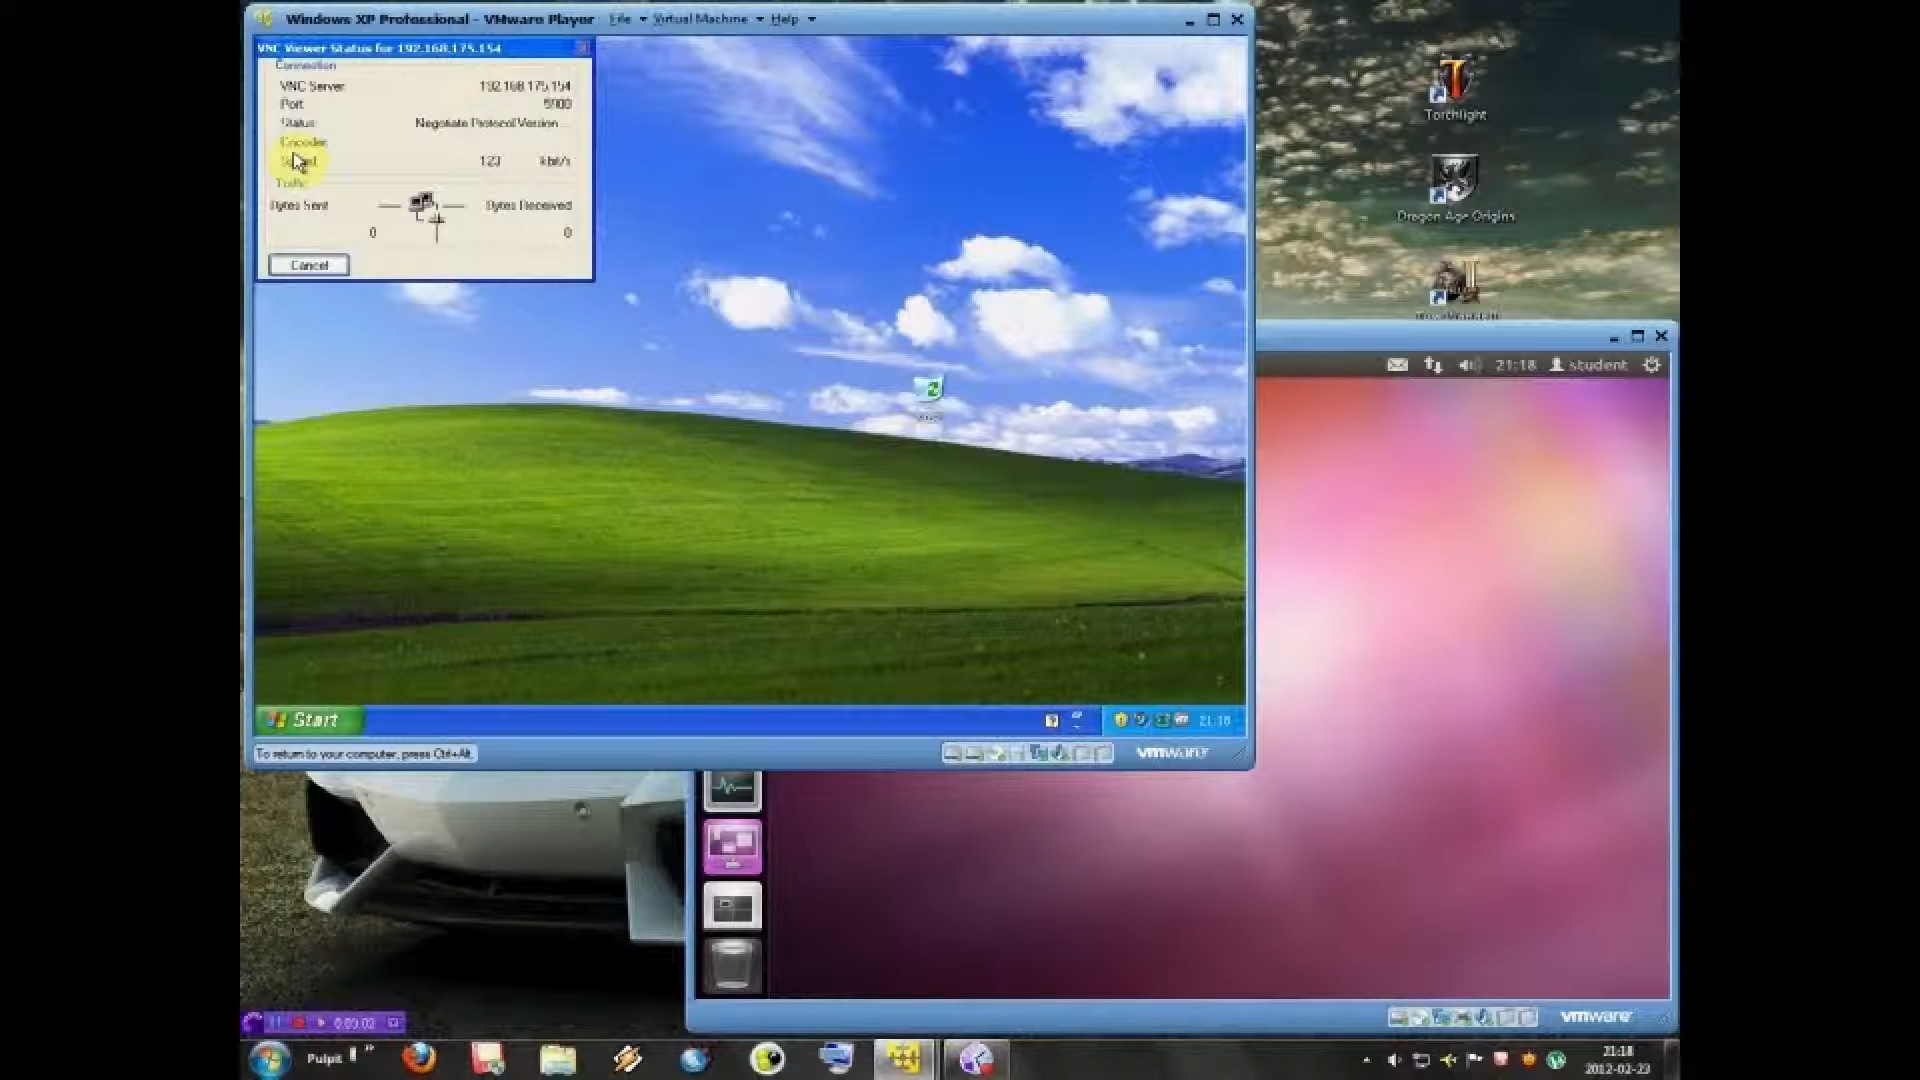 Windows XP Professional - VMware Player File Virtual Machine Help
VNC Viewer Status for 192.168.175.154
Connection
VNC Server 192.168.175.154
Port 5900
Status Negotiate Protocol Version...
Encoder
Speed 123 kbit/s
Traffic
Bytes Sent Bytes Received
0 0
Cancel
Torchlight
Dragon Age Origins
21:18 student
Start
21:18
To return to your computer, press Ctrl+Alt.
vmware
vmware
0:03:02
Pulpit
21:18
2012-02-23